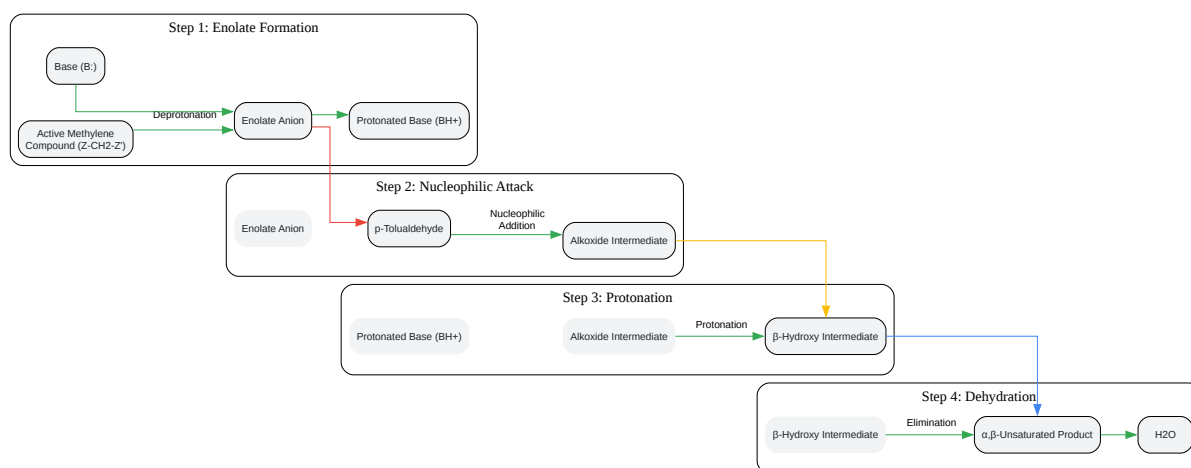 Step 1: Enolate Formation
Base (B:)
Deprotonation
Active Methylene
Compound (Z-CH2-Z')
Enolate Anion
Protonated Base (BH+)
Step 2: Nucleophilic Attack
Enolate Anion
p-Tolualdehyde
Nucleophilic
Addition
Alkoxide Intermediate
Step 3: Protonation
Protonated Base (BH+)
Alkoxide Intermediate
Protonation
β-Hydroxy Intermediate
Step 4: Dehydration
β-Hydroxy Intermediate
Elimination
α,β-Unsaturated Product
H2O